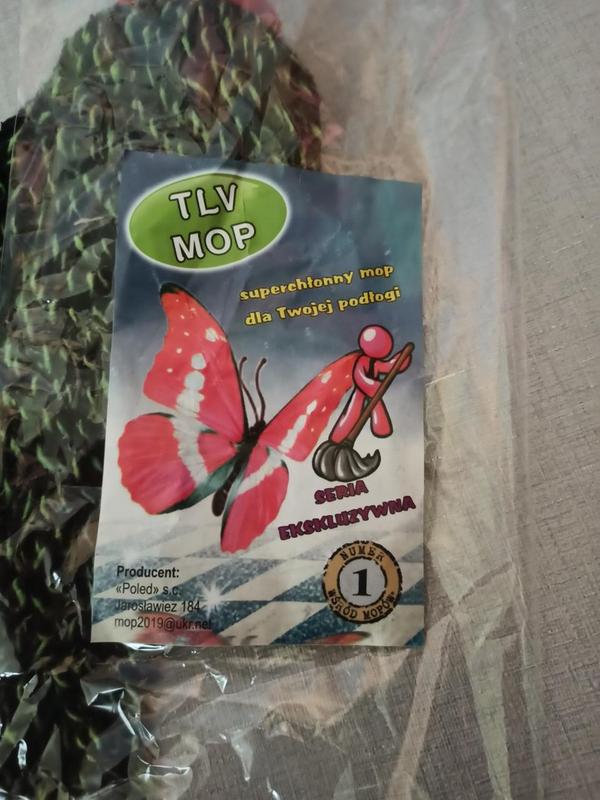 TLV
MOP
superchłonny mop
dla Twojej podłogi
SERIA
EKSKLUZYWNA
NUMER
1
WŚRÓD MOPÓW
Producent:
«Poled» s.c.
Jaroslawiez 184
mop2019@ukr.net